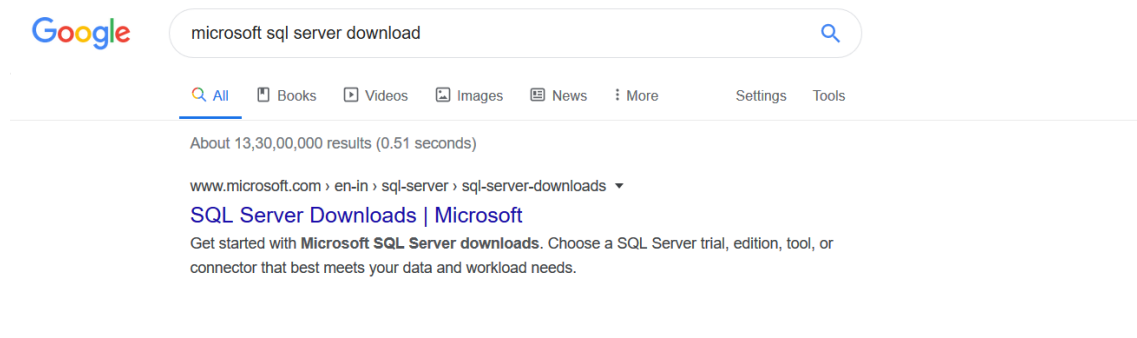 Google microsoft sql server download
All Books Videos Images News More Settings Tools
About 13,30,00,000 results (0.51 seconds)
www.microsoft.com › en-in › sql-server › sql-server-downloads
SQL Server Downloads | Microsoft
Get started with Microsoft SQL Server downloads. Choose a SQL Server trial, edition, tool, or
connector that best meets your data and workload needs.